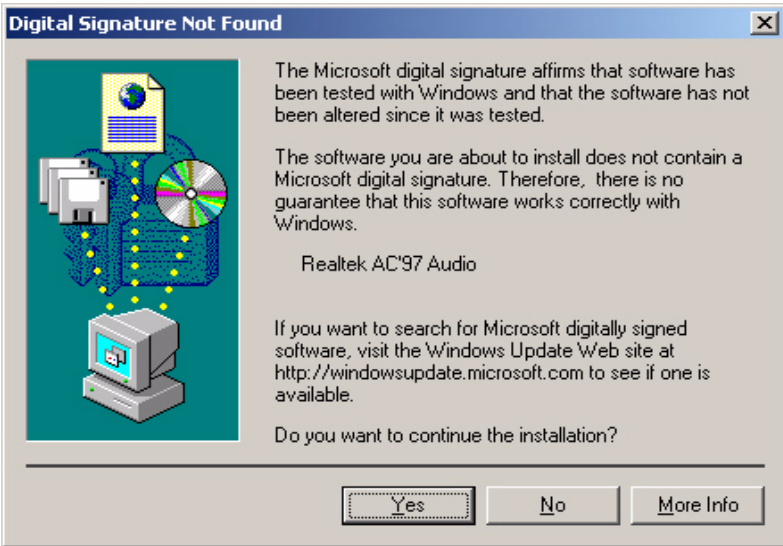 Digital Signature Not Found
The Microsoft digital signature affirms that software has
been tested with Windows and that the software has not
been altered since it was tested.
The software you are about to install does not contain a
Microsoft digital signature. Therefore,  there is no
guarantee that this software works correctly with
Windows.
Realtek AC'97 Audio
If you want to search for Microsoft digitally signed
software, visit the Windows Update Web site at
http://windowsupdate.microsoft.com to see if one is
available.
Do you want to continue the installation?
Yes
No
More Info